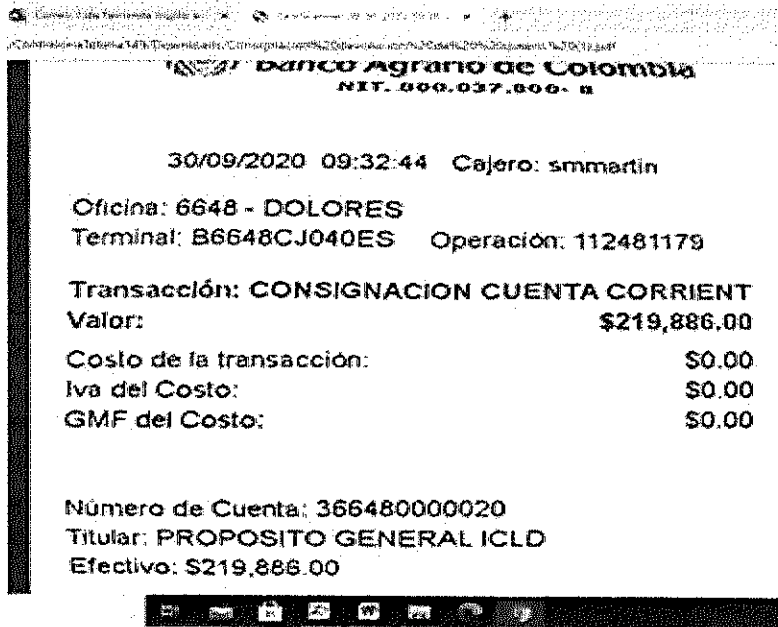 Banco Agrario de Colombia
30/09/2020 09:32:44 Cajero: smmartin
Oficina: 6648 - DOLORES
Terminal: B6648CJ040ES Operación: 112481179
Transacción: CONSIGNACION CUENTA CORRIENT
Valor: $219,886.00
Costo de la transacción: $0.00
Iva del Costo: $0.00
GMF del Costo: $0.00
Número de Cuenta: 366480000020
Titular: PROPOSITO GENERAL ICLD
Efectivo: $219,886.00